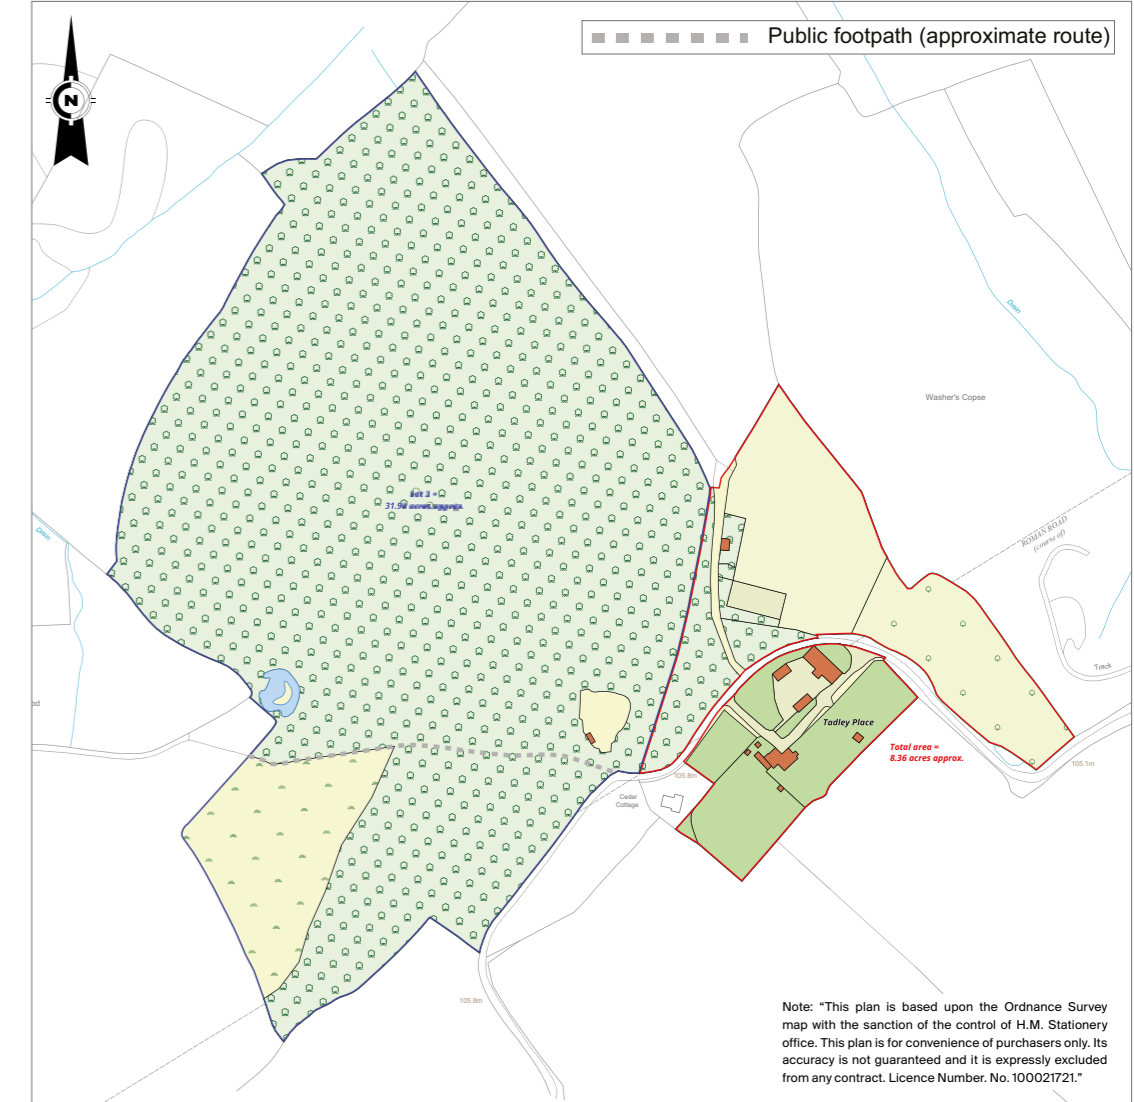 Public footpath (approximate route)
N
Drain
Washer's Copse
ROMAN ROAD
(course of)
Drain
Track
od
Tadley Place
Total area =
8.36 acres approx.
105.1m
105.8m
Cedar
Cottage
105.8m
Note: “This plan is based upon the Ordnance Survey
map with the sanction of the control of H.M. Stationery
office. This plan is for convenience of purchasers only. Its
accuracy is not guaranteed and it is expressly excluded
from any contract. Licence Number. No. 100021721.”